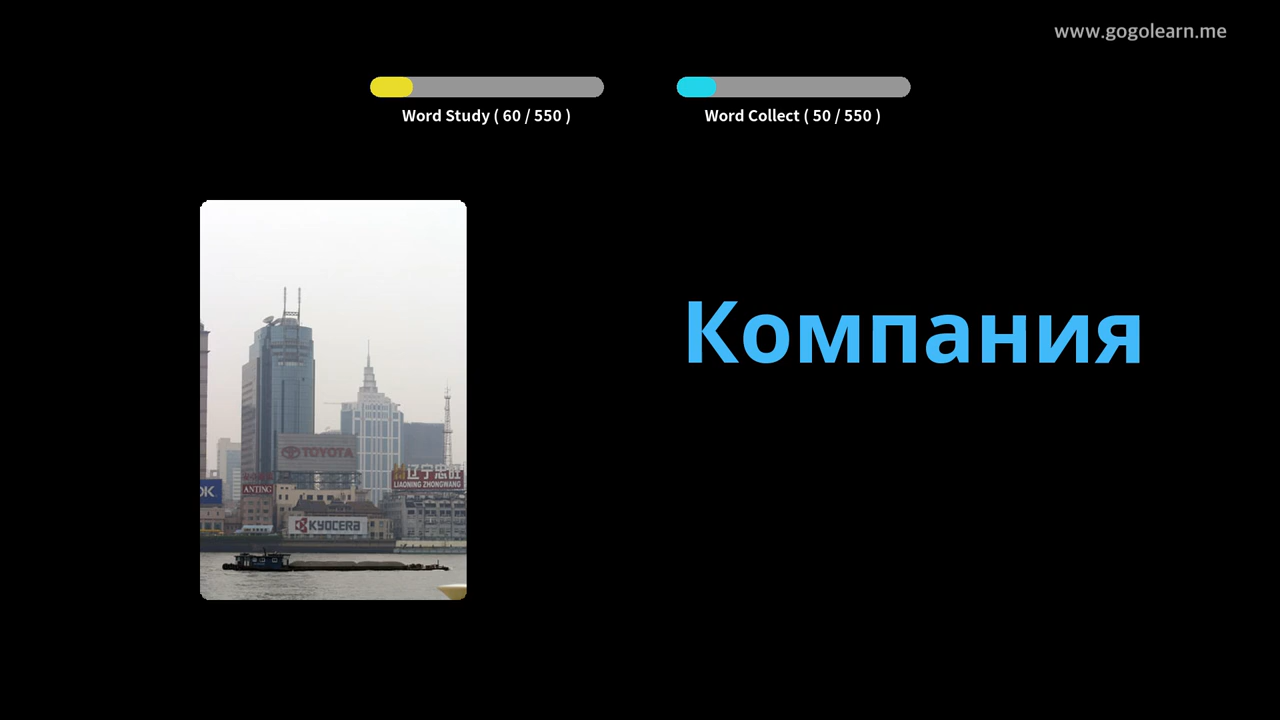 www.gogolearn.me
Word Study ( 60 / 550 )
Word Collect ( 50 / 550 )
Компания
TOYOTA
辽宁忠旺
LIAONING ZHONGWANG
ANTING
KYOCERA